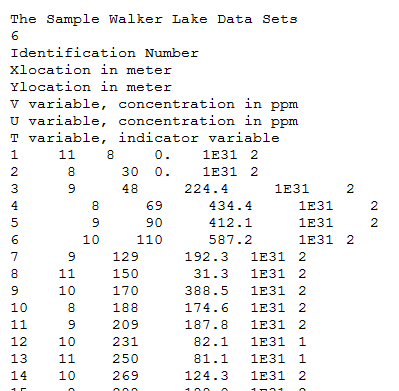 The Sample Walker Lake Data Sets
6
Identification Number
Xlocation in meter
Ylocation in meter
V variable, concentration in ppm
U variable, concentration in ppm
T variable, indicator variable
1 11 8 0. 1E31 2
2 8 30 0. 1E31 2
3 9 48 224.4 1E31 2
4 8 69 434.4 1E31 2
5 9 90 412.1 1E31 2
6 10 110 587.2 1E31 2
7 9 129 192.3 1E31 2
8 11 150 31.3 1E31 2
9 10 170 388.5 1E31 2
10 8 188 174.6 1E31 2
11 9 209 187.8 1E31 2
12 10 231 82.1 1E31 1
13 11 250 81.1 1E31 1
14 10 269 124.3 1E31 2